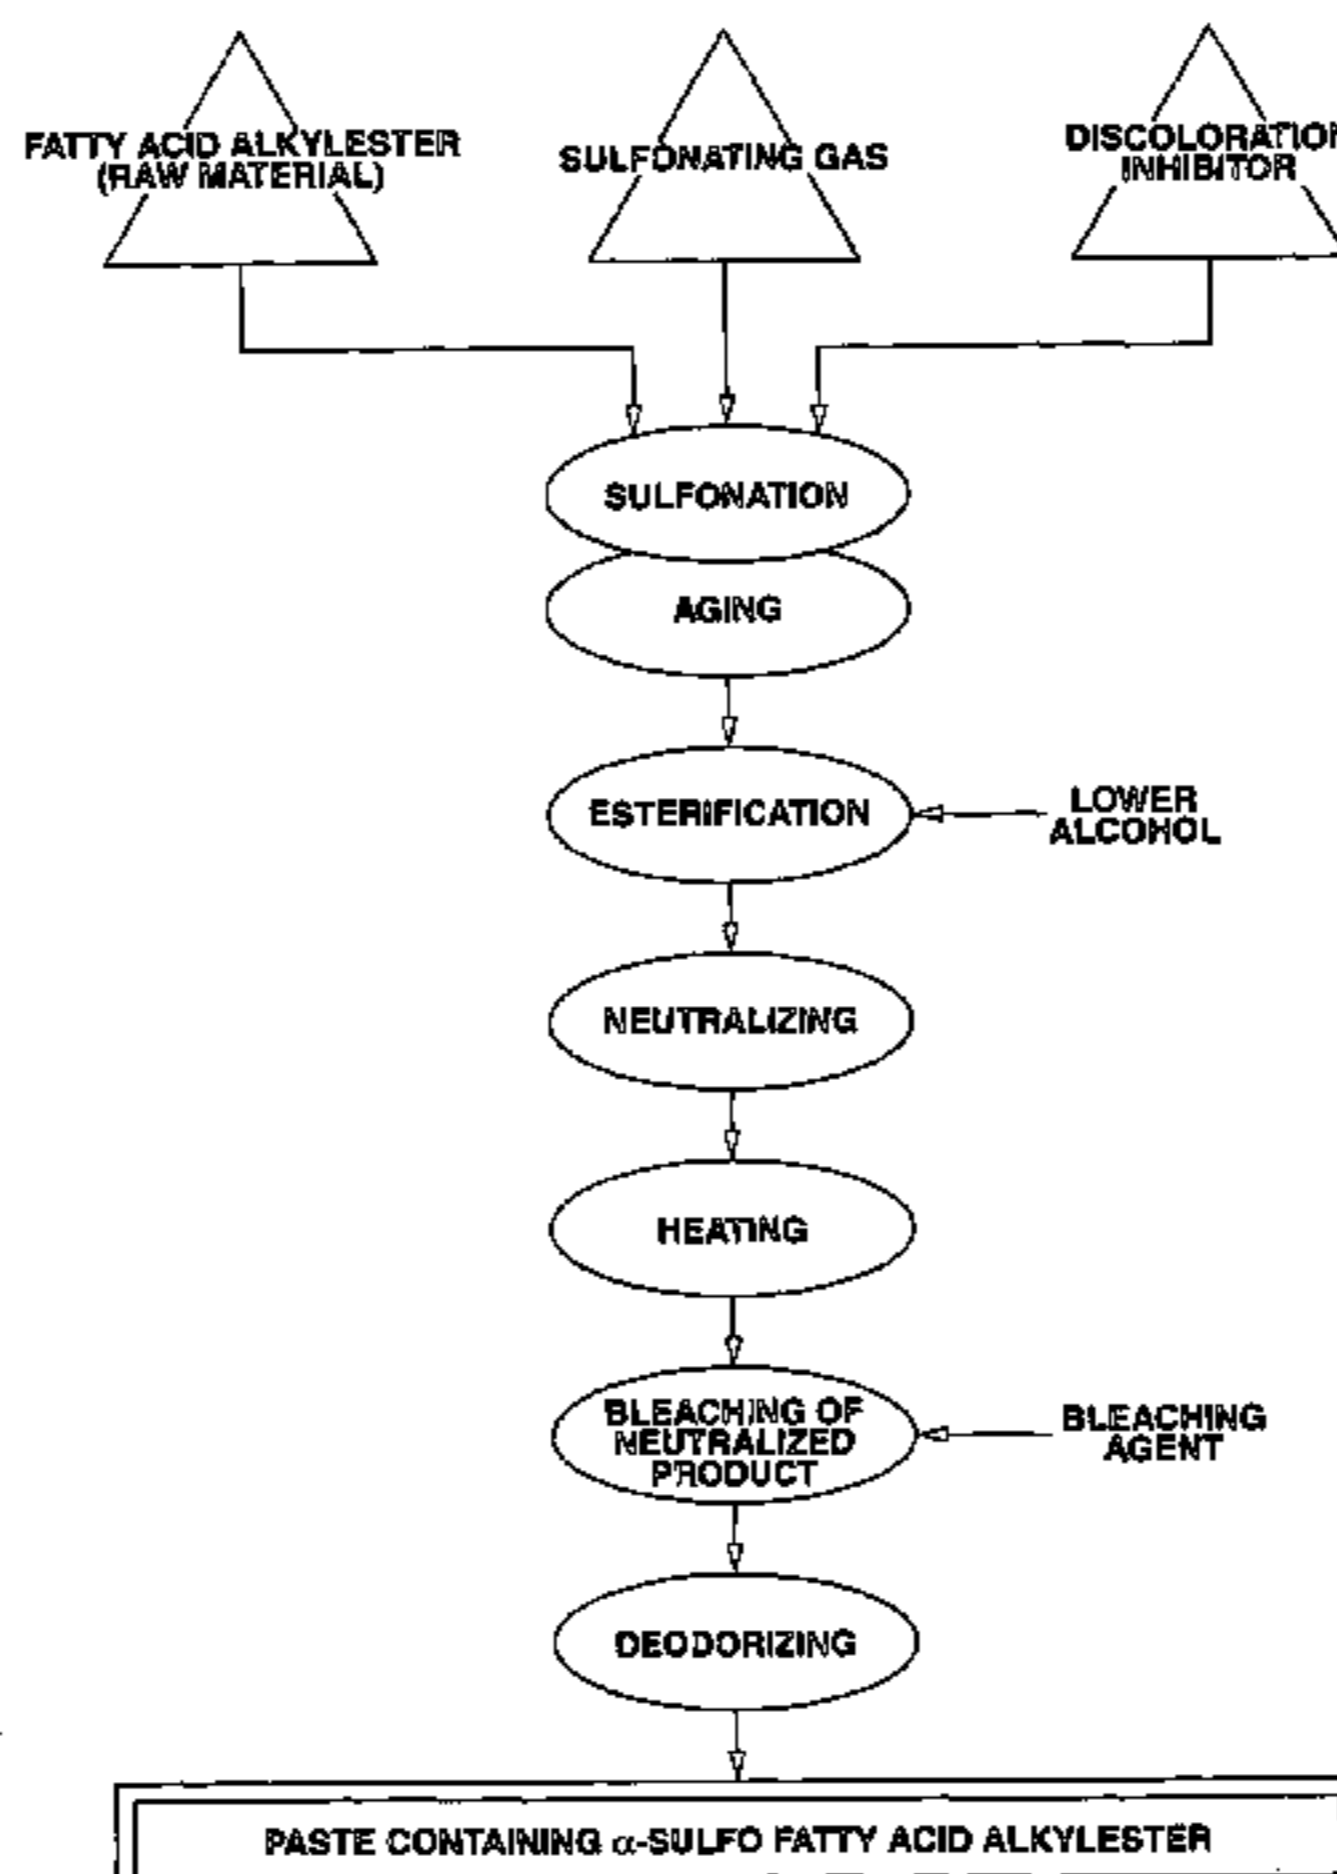 FATTY ACID ALKYLESTER
(RAW MATERIAL)
SULFONATING GAS
DISCOLORATION
INHIBITOR
SULFONATION
AGING
ESTERIFICATION
LOWER
ALCOHOL
NEUTRALIZING
HEATING
BLEACHING OF
NEUTRALIZED
PRODUCT
BLEACHING
AGENT
DEODORIZING
PASTE CONTAINING α-SULFO FATTY ACID ALKYLESTER